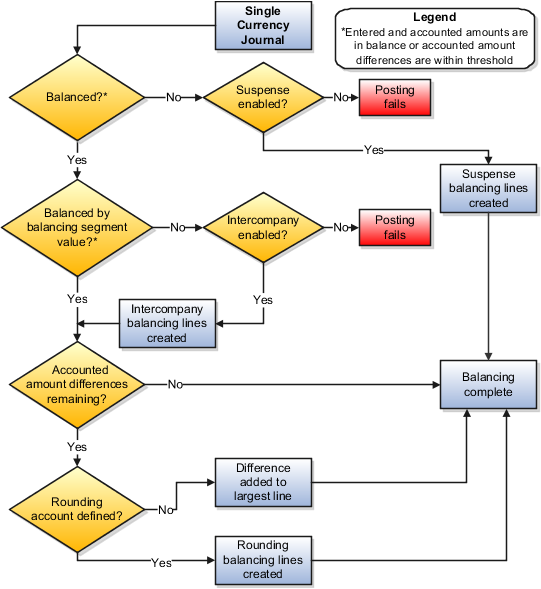 Single
Currency
Journal
Legend
*Entered and accounted amounts are
in balance or accounted amount
differences are within threshold
Balanced?*
No
Suspense
enabled?
No
Posting
fails
Yes
Yes
Suspense
balancing lines
created
Balanced by
balancing segment
value?*
No
Intercompany
enabled?
No
Posting
fails
Yes
Yes
Intercompany
balancing lines
created
Accounted
amount differences
remaining?
No
Balancing
complete
Yes
Rounding
account defined?
No
Difference
added to
largest line
Yes
Rounding
balancing lines
created